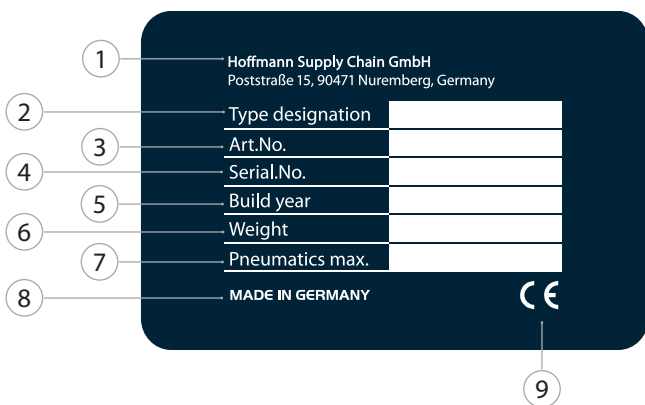 1
Hoffmann Supply Chain GmbH
Poststraße 15, 90471 Nuremberg, Germany
2
Type designation
3
Art.No.
4
Serial.No.
5
Build year
6
Weight
7
Pneumatics max.
8
MADE IN GERMANY
CE
9